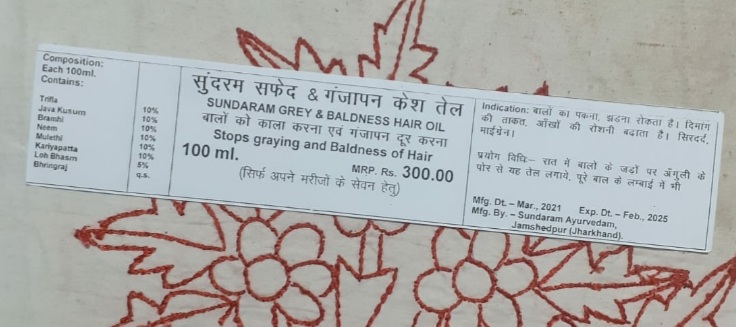 Composition:
Each 100ml.
Contains:
Trifla 10%
Java Kusum 10%
Bramhi 10%
Neem 10%
Mulethi 10%
Kariyapatta 10%
Loh Bhasm 5%
Bhringraj q.s.
सुंदरम सफेद & गंजापन केश तेल
SUNDARAM GREY & BALDNESS HAIR OIL
बालों को काला करना एवं गंजापन दूर करना
Stops graying and Baldness of Hair
100 ml.
MRP. Rs. 300.00
(सिर्फ अपने मरीजों के सेवन हेतु)
Indication: बालों का पकना, झड़ना रोकता है। दिमाग
की ताकत, आँखों की रोशनी बढ़ाता है। सिरदर्द,
माईग्रेन।
प्रयोग विधि:– रात में बालो के जड़ों पर अँगुली के
पोर से यह तेल लगाये, पूरे बाल के लम्बाई में भी
Mfg. Dt. – Mar., 2021 Exp. Dt. – Feb., 2025
Mfg. By. – Sundaram Ayurvedam,
Jamshedpur (Jharkhand).